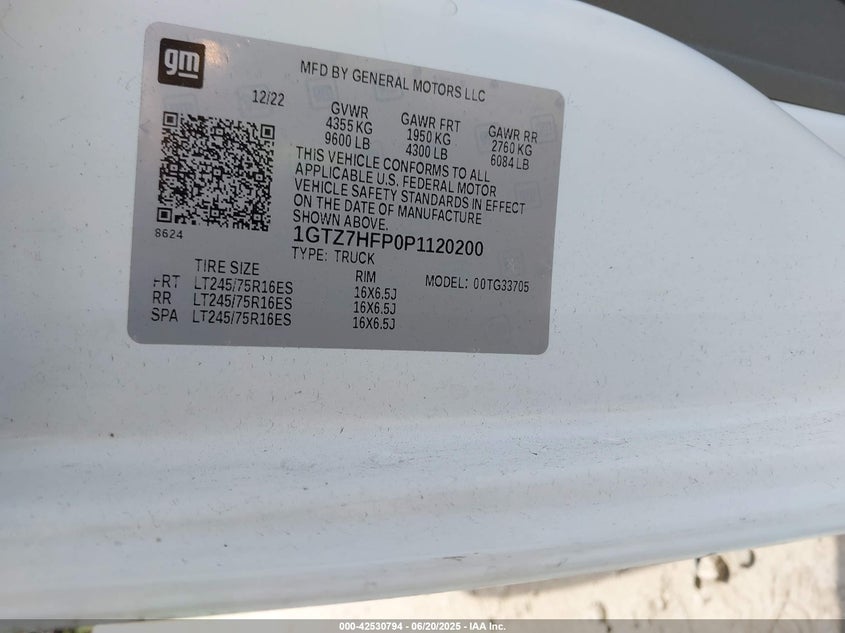 gm
MFD BY GENERAL MOTORS LLC
12/22
GVWR GAWR FRT GAWR RR
4355 KG 1950 KG 2760 KG
9600 LB 4300 LB 6084 LB
THIS VEHICLE CONFORMS TO ALL
APPLICABLE U.S. FEDERAL MOTOR
VEHICLE SAFETY STANDARDS IN EFFECT
ON THE DATE OF MANUFACTURE
SHOWN ABOVE.
8624
1GTZ7HFP0P1120200
TYPE: TRUCK
TIRE SIZE RIM MODEL: 00TG33705
FRT LT245/75R16ES 16X6.5J
RR LT245/75R16ES 16X6.5J
SPA LT245/75R16ES 16X6.5J
000-42530794 - 06/20/2025 - IAA Inc.